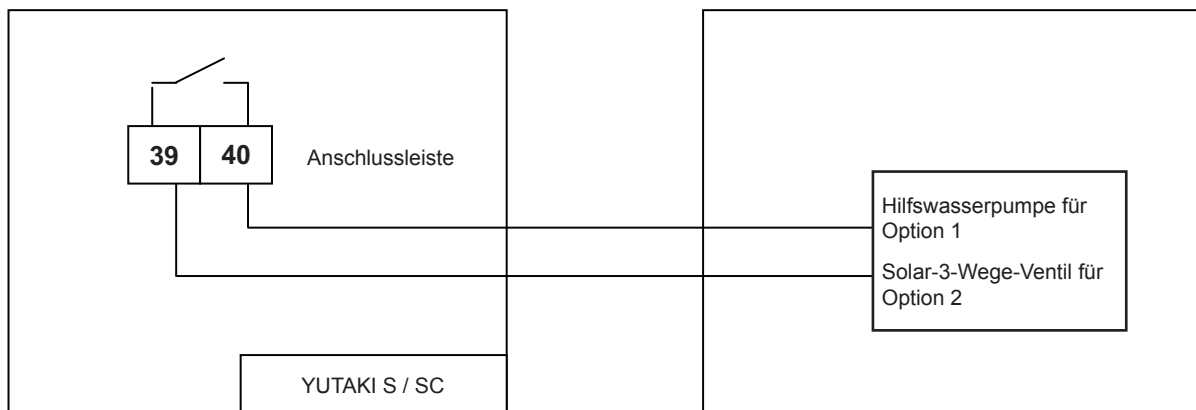 39 40
Anschlussleiste
Hilfswasserpumpe für
Option 1
Solar-3-Wege-Ventil für
Option 2
YUTAKI S / SC